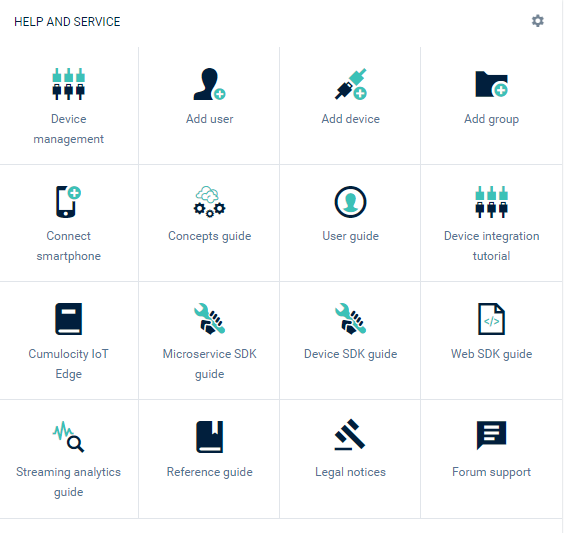 HELP AND SERVICE
Device
management
Add user
Add device
Add group
Connect
smartphone
Concepts guide
User guide
Device integration
tutorial
Cumulocity IoT
Edge
Microservice SDK
guide
Device SDK guide
</>
Web SDK guide
Streaming analytics
guide
Reference guide
Legal notices
Forum support